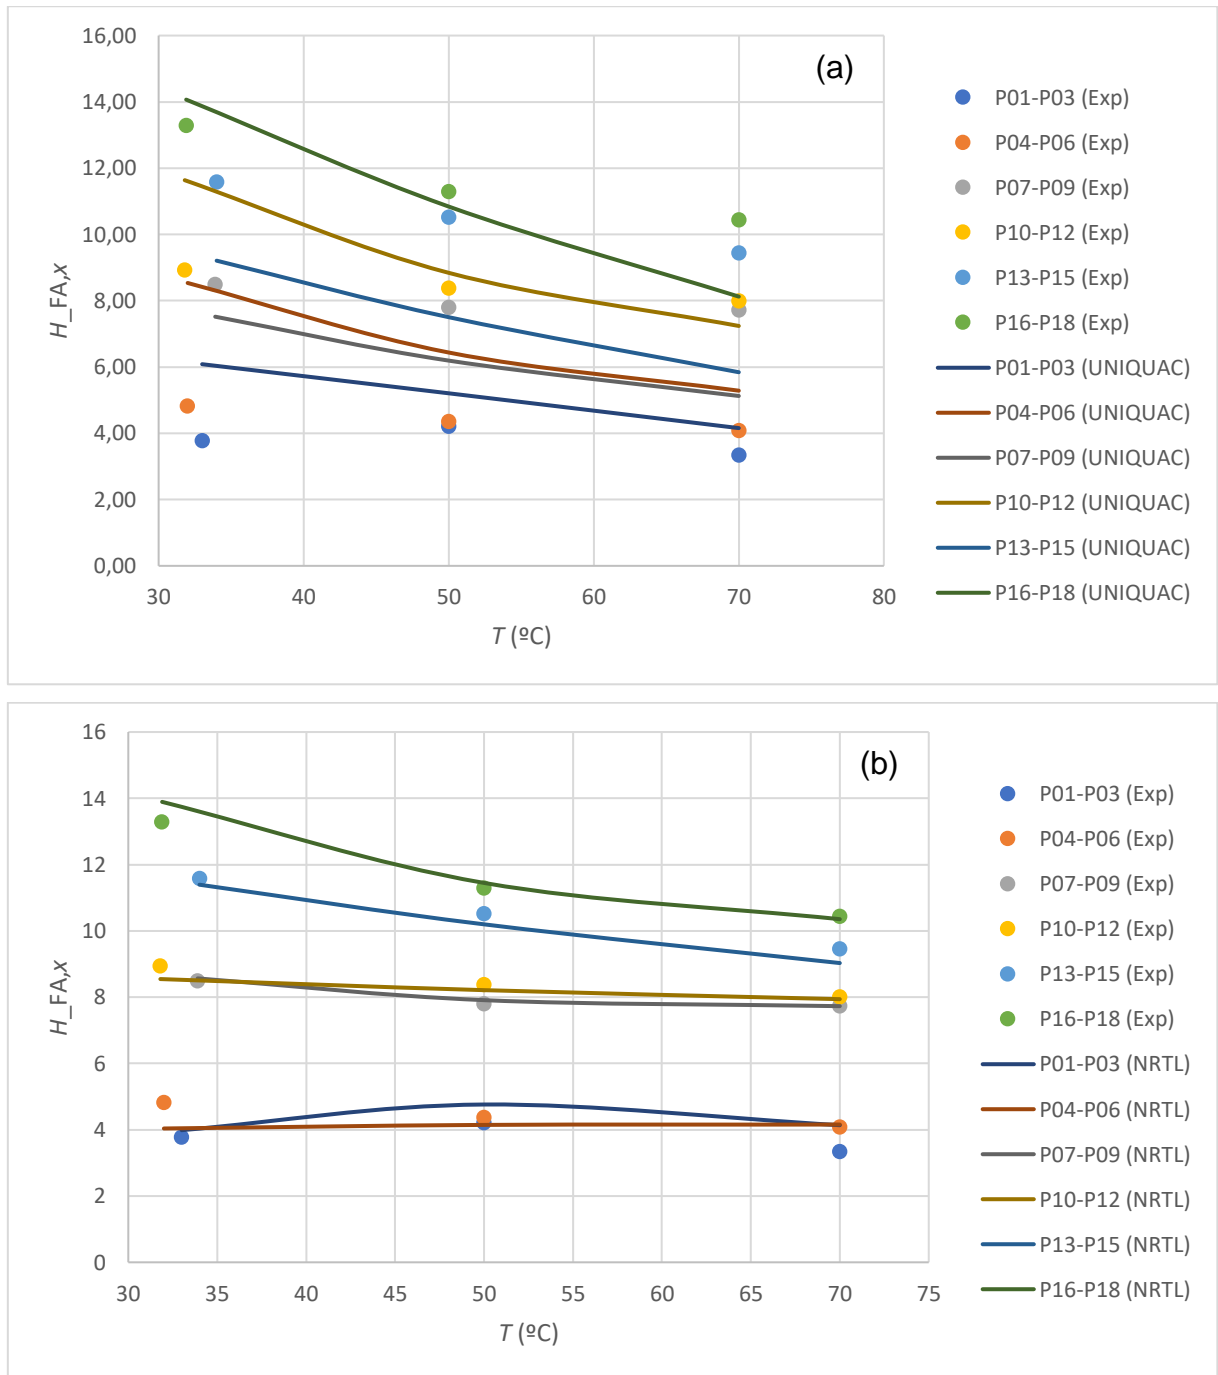 (a)
16,00
14,00
12,00
10,00
8,00
6,00
4,00
2,00
0,00
H_FA,x
30 40 50 60 70 80
T (ºC)
P01-P03 (Exp)
P04-P06 (Exp)
P07-P09 (Exp)
P10-P12 (Exp)
P13-P15 (Exp)
P16-P18 (Exp)
P01-P03 (UNIQUAC)
P04-P06 (UNIQUAC)
P07-P09 (UNIQUAC)
P10-P12 (UNIQUAC)
P13-P15 (UNIQUAC)
P16-P18 (UNIQUAC)
(b)
16
14
12
10
8
6
4
2
0
H_FA,x
30 35 40 45 50 55 60 65 70 75
T (ºC)
P01-P03 (Exp)
P04-P06 (Exp)
P07-P09 (Exp)
P10-P12 (Exp)
P13-P15 (Exp)
P16-P18 (Exp)
P01-P03 (NRTL)
P04-P06 (NRTL)
P07-P09 (NRTL)
P10-P12 (NRTL)
P13-P15 (NRTL)
P16-P18 (NRTL)